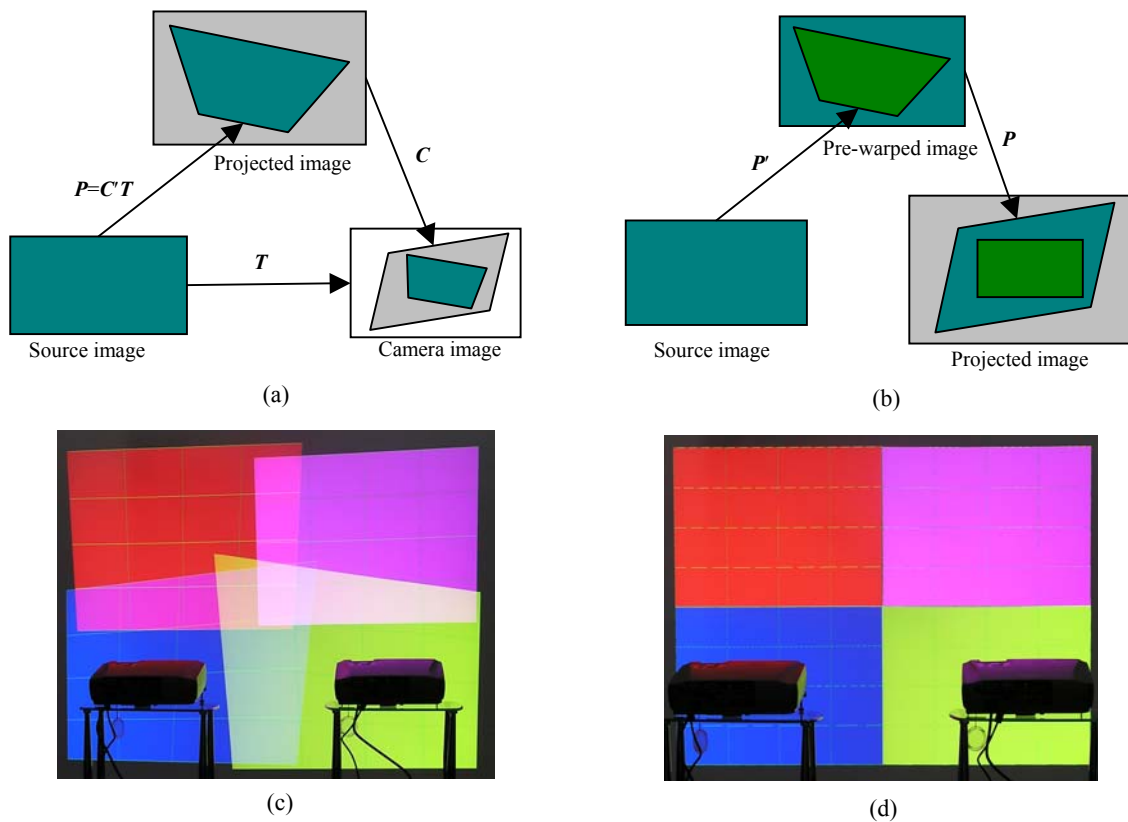 Projected image
C
P=C'T
T
Source image
Camera image
(a)
Pre-warped image
P
P'
Source image
Projected image
(b)
(c)
(d)